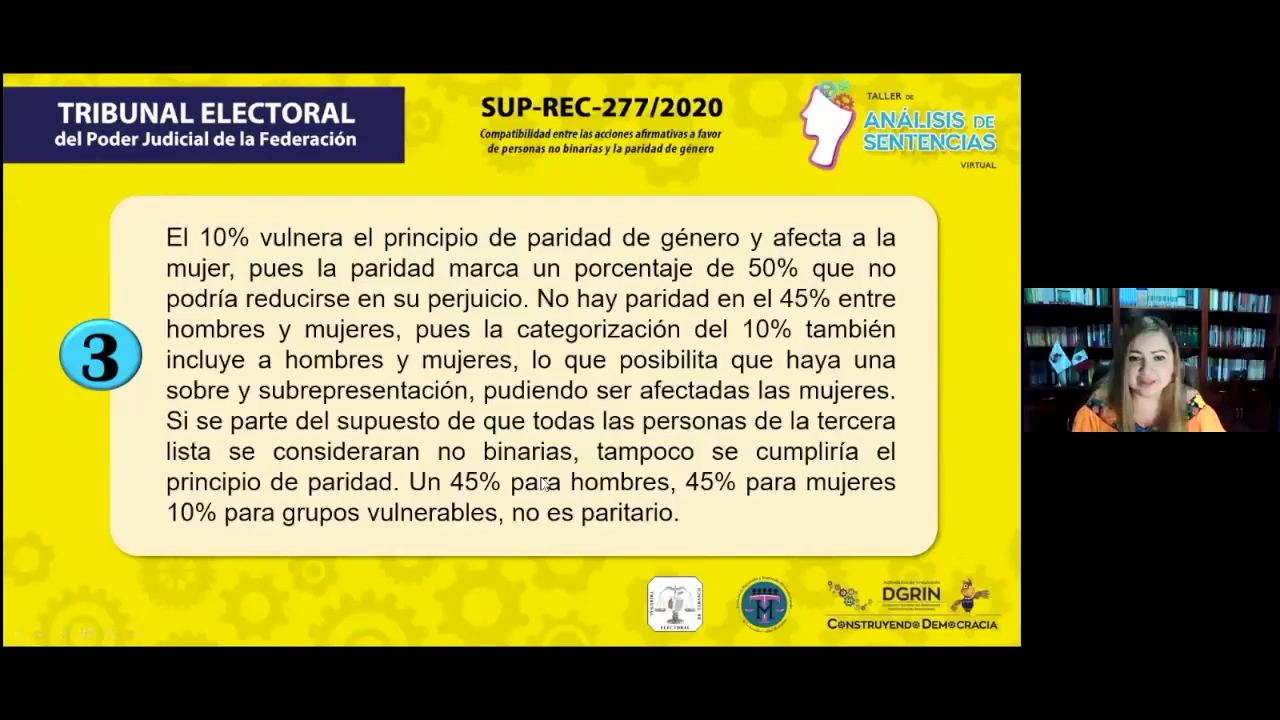 TRIBUNAL ELECTORAL
del Poder Judicial de la Federación
SUP-REC-277/2020
Compatibilidad entre las acciones afirmativas a favor
de personas no binarias y la paridad de género
TALLER DE
ANÁLISIS DE
SENTENCIAS
VIRTUAL
3
El 10% vulnera el principio de paridad de género y afecta a la
mujer, pues la paridad marca un porcentaje de 50% que no
podría reducirse en su perjuicio. No hay paridad en el 45% entre
hombres y mujeres, pues la categorización del 10% también
incluye a hombres y mujeres, lo que posibilita que haya una
sobre y subrepresentación, pudiendo ser afectadas las mujeres.
Si se parte del supuesto de que todas las personas de la tercera
lista se consideraran no binarias, tampoco se cumpliría el
principio de paridad. Un 45% para hombres, 45% para mujeres
10% para grupos vulnerables, no es paritario.
TRIBUNAL
ELECTORAL
DE TABASCO
DGRIN
CONSTRUYENDO DEMOCRACIA